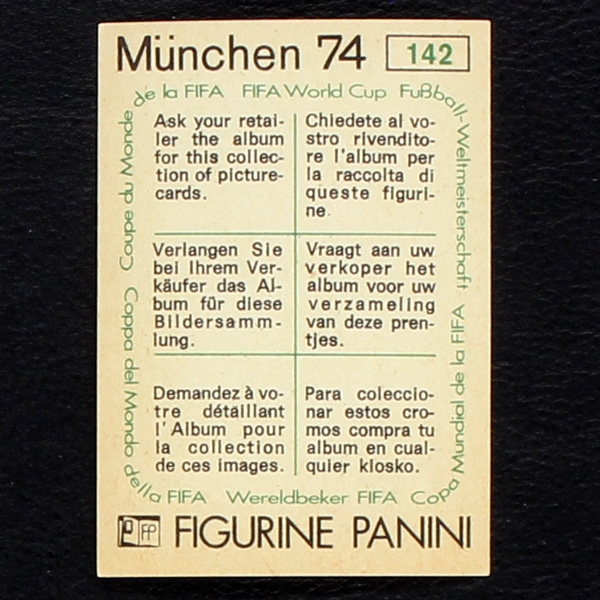 München 74 142
Coupe du Monde de la FIFA FIFA World Cup Fußball-Weltmeisterschaft
Ask your retai-
ler the album
for this collec-
tion of picture-
cards.
Chiedete al vo-
stro rivendito-
re l'album per
la raccolta di
queste figuri-
ne.
Verlangen Sie
bei Ihrem Ver-
käufer das Al-
bum für diese
Bildersamm-
lung.
Vraagt aan uw
verkoper het
album voor uw
verzameling
van deze pren-
tjes.
Demandez à vo-
tre détaillant
l'Album pour
la collection
de ces images.
Para coleccio-
nar estos cro-
mos compra tu
album en cual-
quier kiosko.
Coppa del Mondo della FIFA Wereldbeker FIFA Copa Mundial de la FIFA
FP FIGURINE PANINI